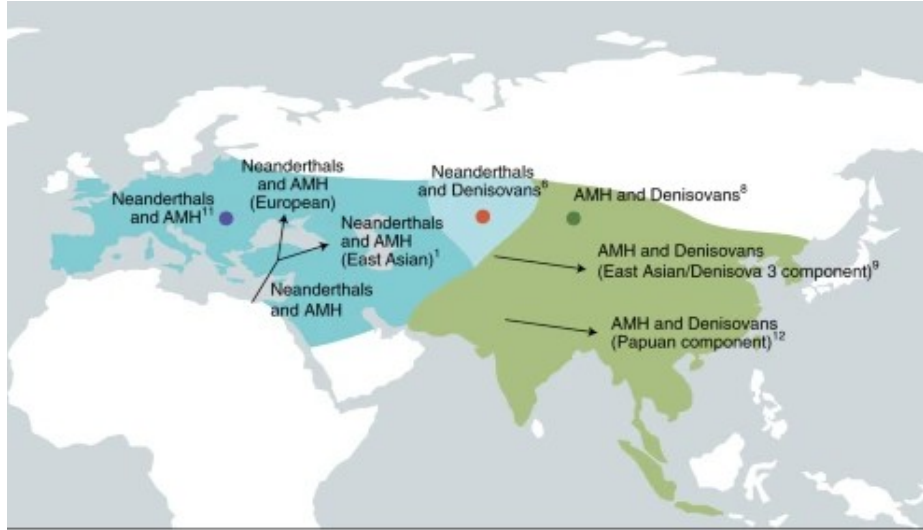 Neanderthals
and AMH
(European)
Neanderthals
and AMH¹¹
Neanderthals
and AMH
(East Asian)¹
Neanderthals
and AMH
Neanderthals
and Denisovans⁶
AMH and Denisovans⁸
AMH and Denisovans
(East Asian/Denisova 3 component)⁹
AMH and Denisovans
(Papuan component)¹²